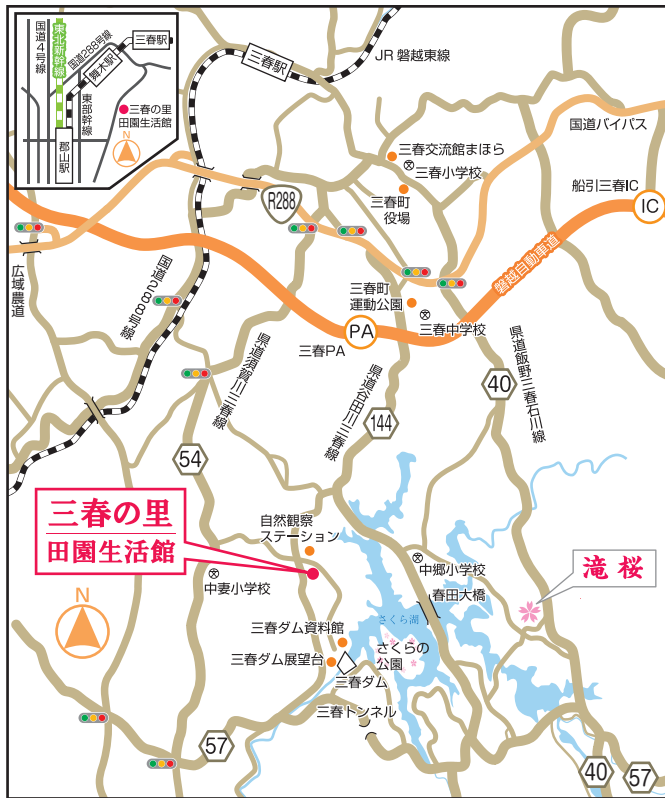 国道4号線
東北新幹線
国道288号線
三春駅
舞木駅
東部幹線
三春の里
田園生活館
郡山駅
N
三春駅
JR 磐越東線
国道バイパス
三春交流館まほら
三春小学校
三春町
役場
船引三春IC
IC
R288
磐越自動車道
広域農道
国道288号線
三春町
運動公園
三春中学校
PA
三春PA
県道須賀川三春線
県道谷田川三春線
県道飯野三春石川線
40
144
54
三春の里
田園生活館
自然観察
ステーション
中妻小学校
中郷小学校
春田大橋
滝桜
N
さくら湖
三春ダム資料館
さくらの
公園
三春ダム展望台
三春ダム
三春トンネル
57
40
57